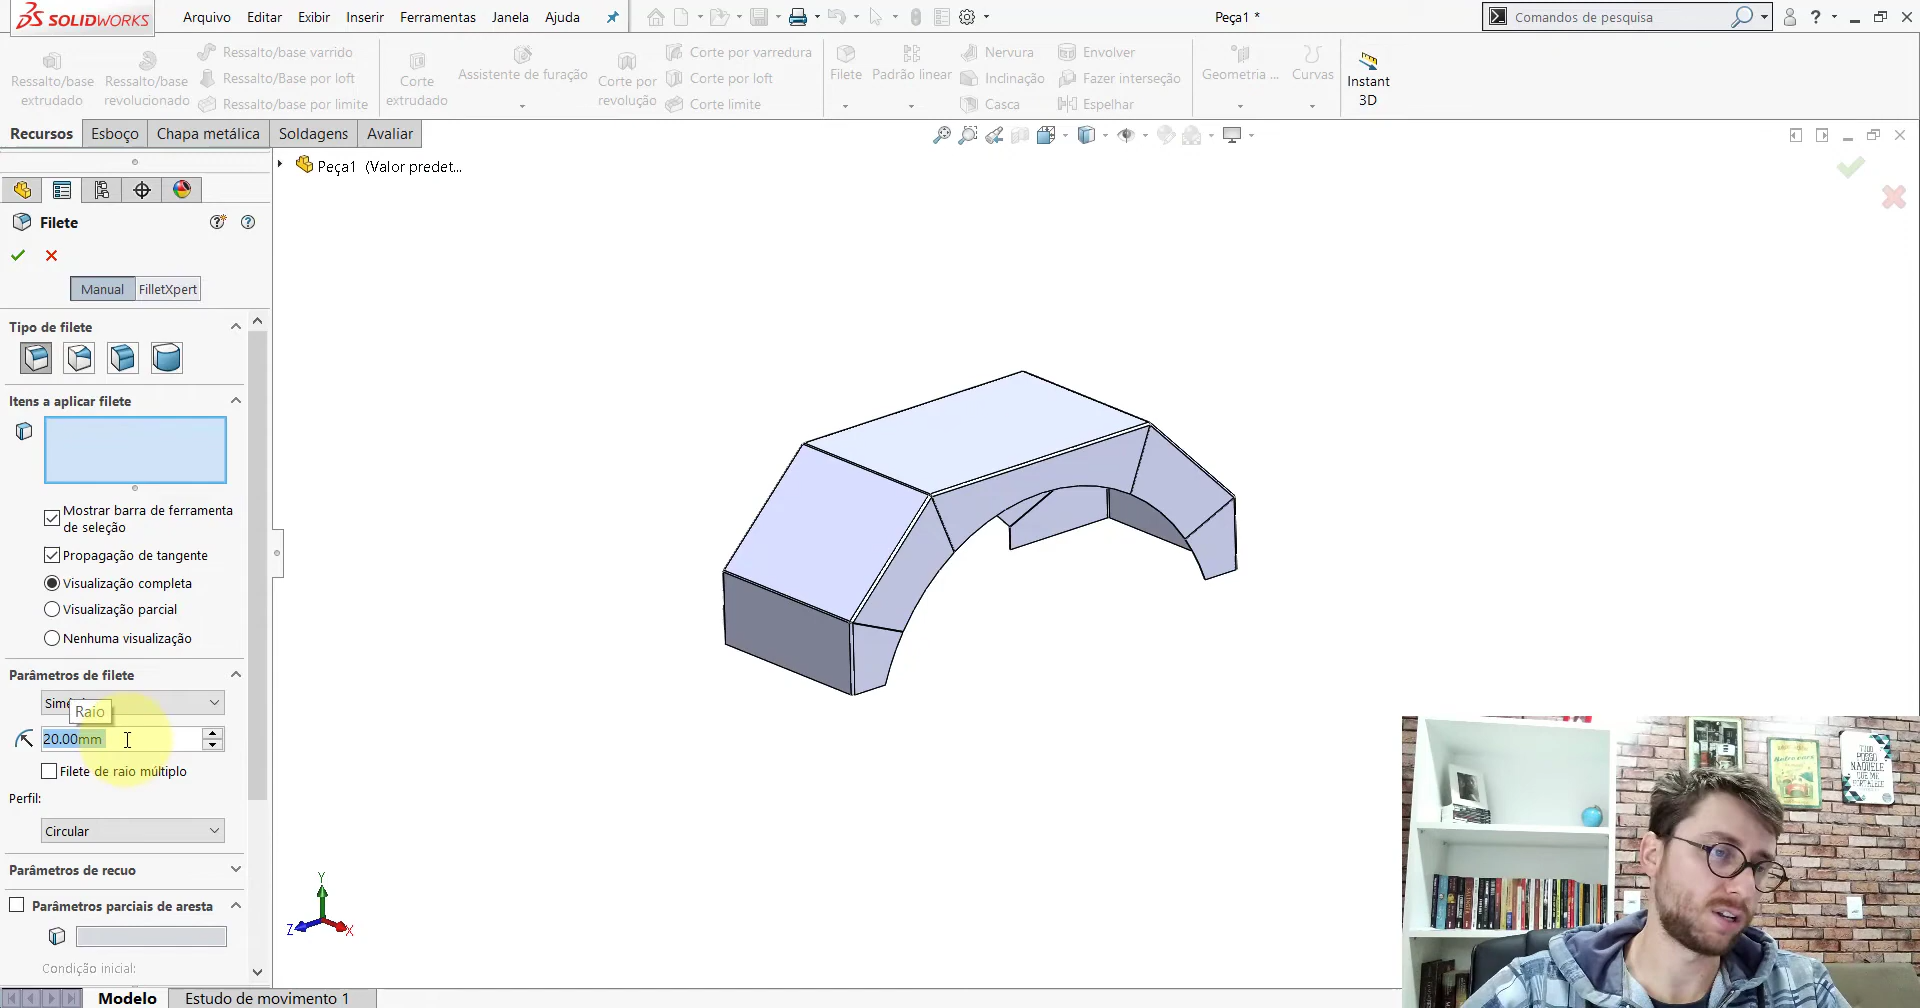 SOLIDWORKS
Arquivo Editar Exibir Inserir Ferramentas Janela Ajuda
Peça1 *
Comandos de pesquisa
Ressalto/base extrudado
Ressalto/base revolucionado
Ressalto/base varrido
Ressalto/Base por loft
Ressalto/base por limite
Corte extrudado
Assistente de furação
Corte por revolução
Corte por varredura
Corte por loft
Corte limite
Filete
Padrão linear
Nervura
Inclinação
Casca
Envolver
Fazer interseção
Espelhar
Geometria ...
Curvas
Instant 3D
Recursos Esboço Chapa metálica Soldagens Avaliar
Peça1 (Valor predet...
Filete
Manual FilletXpert
Tipo de filete
Itens a aplicar filete
Mostrar barra de ferramenta
de seleção
Propagação de tangente
Visualização completa
Visualização parcial
Nenhuma visualização
Parâmetros de filete
Raio
20.00mm
Filete de raio múltiplo
Perfil:
Circular
Parâmetros de recuo
Parâmetros parciais de aresta
Condição inicial:
Y
Z
X
Modelo Estudo de movimento 1
TUDO
POSSO
NAQUELE
QUE ME
FORTALECE